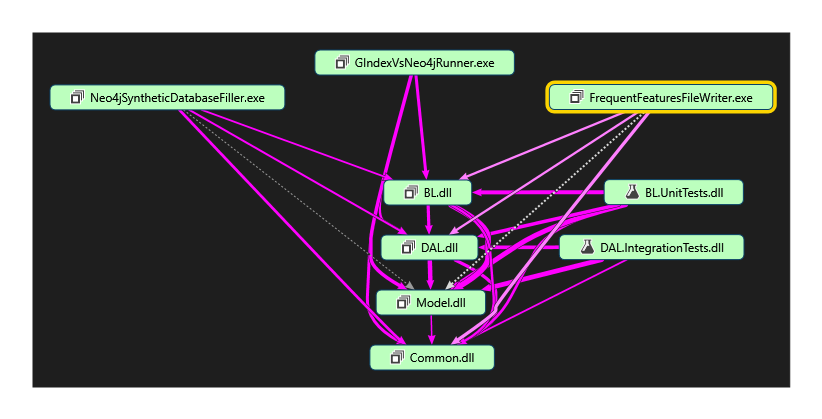 GIndexVsNeo4jRunner.exe
Neo4jSyntheticDatabaseFiller.exe
FrequentFeaturesFileWriter.exe
BL.dll
BL.UnitTests.dll
DAL.dll
DAL.IntegrationTests.dll
Model.dll
Common.dll